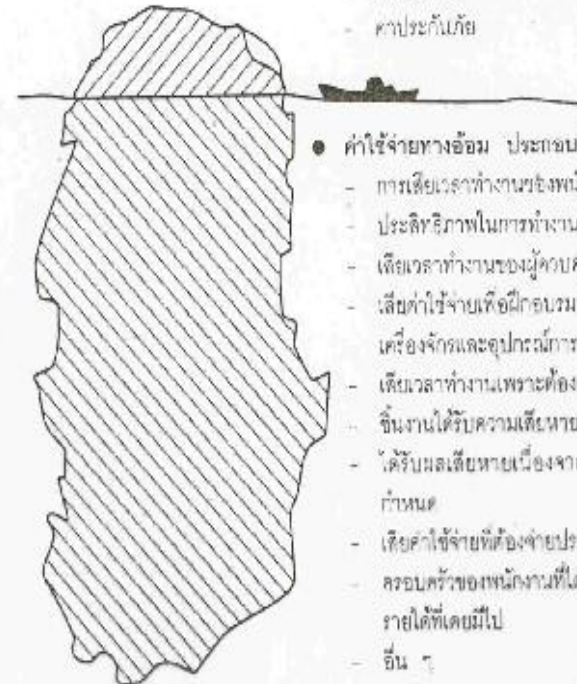 - ค่าประกันภัย
● ค่าใช้จ่ายทางอ้อม ประกอบ
- การเสียเวลาทำงานของพนั
- ประสิทธิภาพในการทำงาน
- เสียเวลาทำงานของผู้ควบค
- เสียค่าใช้จ่ายเพื่อฝึกอบรม
เครื่องจักรและอุปกรณ์การ
- เสียเวลาทำงานเพราะต้อง
- ชิ้นงานได้รับความเสียหาย
- ได้รับผลเสียหายเนื่องจา
กำหนด
- เสียค่าใช้จ่ายที่ต้องจ่ายประ
- ครอบครัวของพนักงานที่ได
รายได้ที่เคยมีไป
- อื่น ๆ